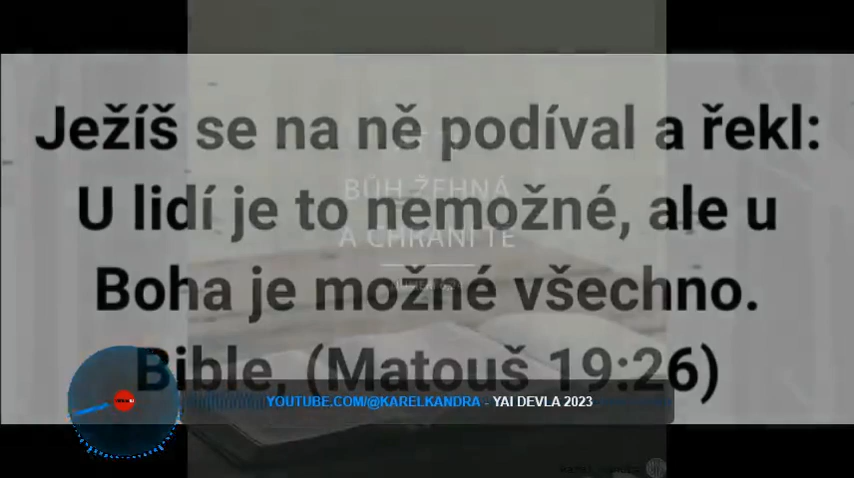 Ježíš se na ně podíval a řekl:
U lidí je to nemožné, ale u
Boha je možné všechno.
Bible, (Matouš 19:26)
BŮH ŽEHNÁ
A CHRÁNÍ TĚ
YOUTUBE.COM/@KARELKANDRA - YAI DEVLA 2023